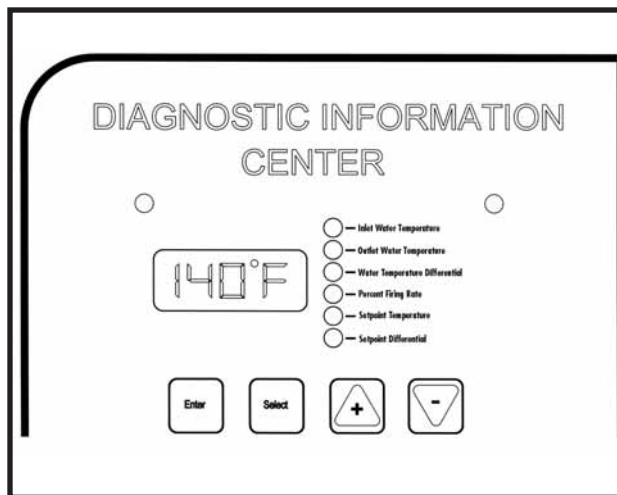 DIAGNOSTIC INFORMATION
CENTER
140°F
Inlet Water Temperature
Outlet Water Temperature
Water Temperature Differential
Percent Firing Rate
Setpoint Temperature
Setpoint Differential
Enter
Select
+
-